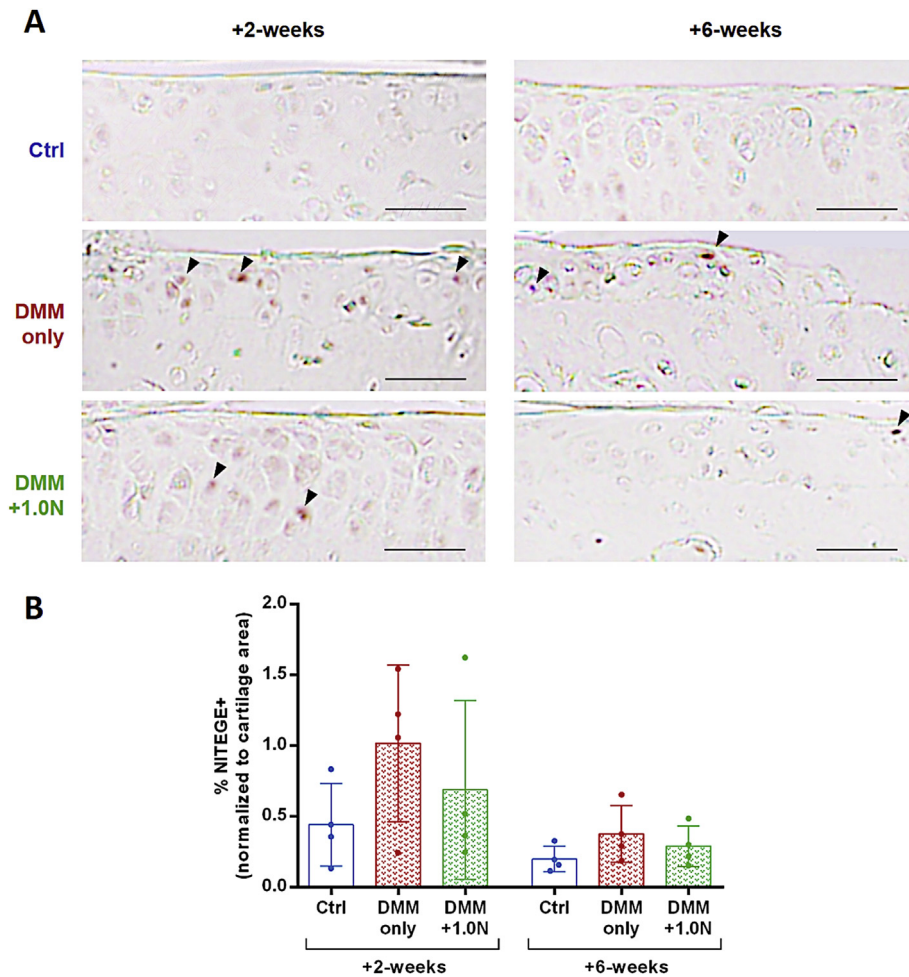 A
+2-weeks
+6-weeks
Ctrl
DMM
only
DMM
+1.0N
B
% NITEGE+
(normalized to cartilage area)
2.0
1.5
1.0
0.5
0.0
Ctrl
DMM
only
DMM
+1.0N
Ctrl
DMM
only
DMM
+1.0N
+2-weeks
+6-weeks